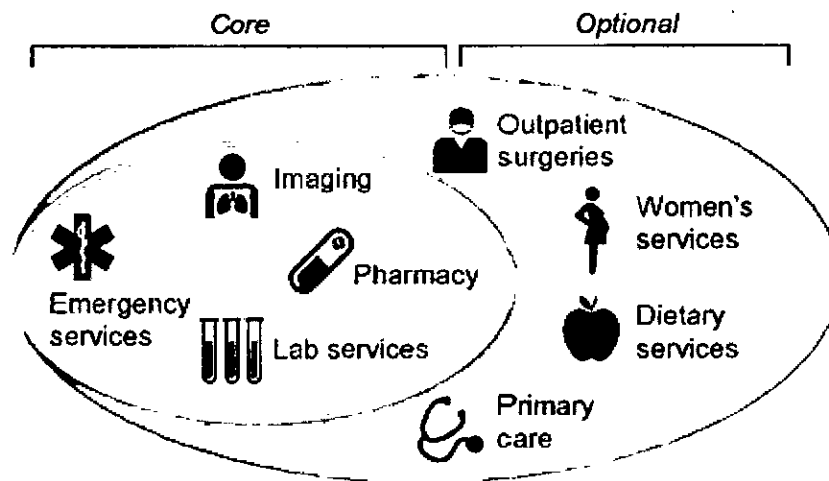 Core
Optional
Outpatient
surgeries
Imaging
Women's
services
Emergency
services
Pharmacy
Dietary
services
Lab services
Primary
care